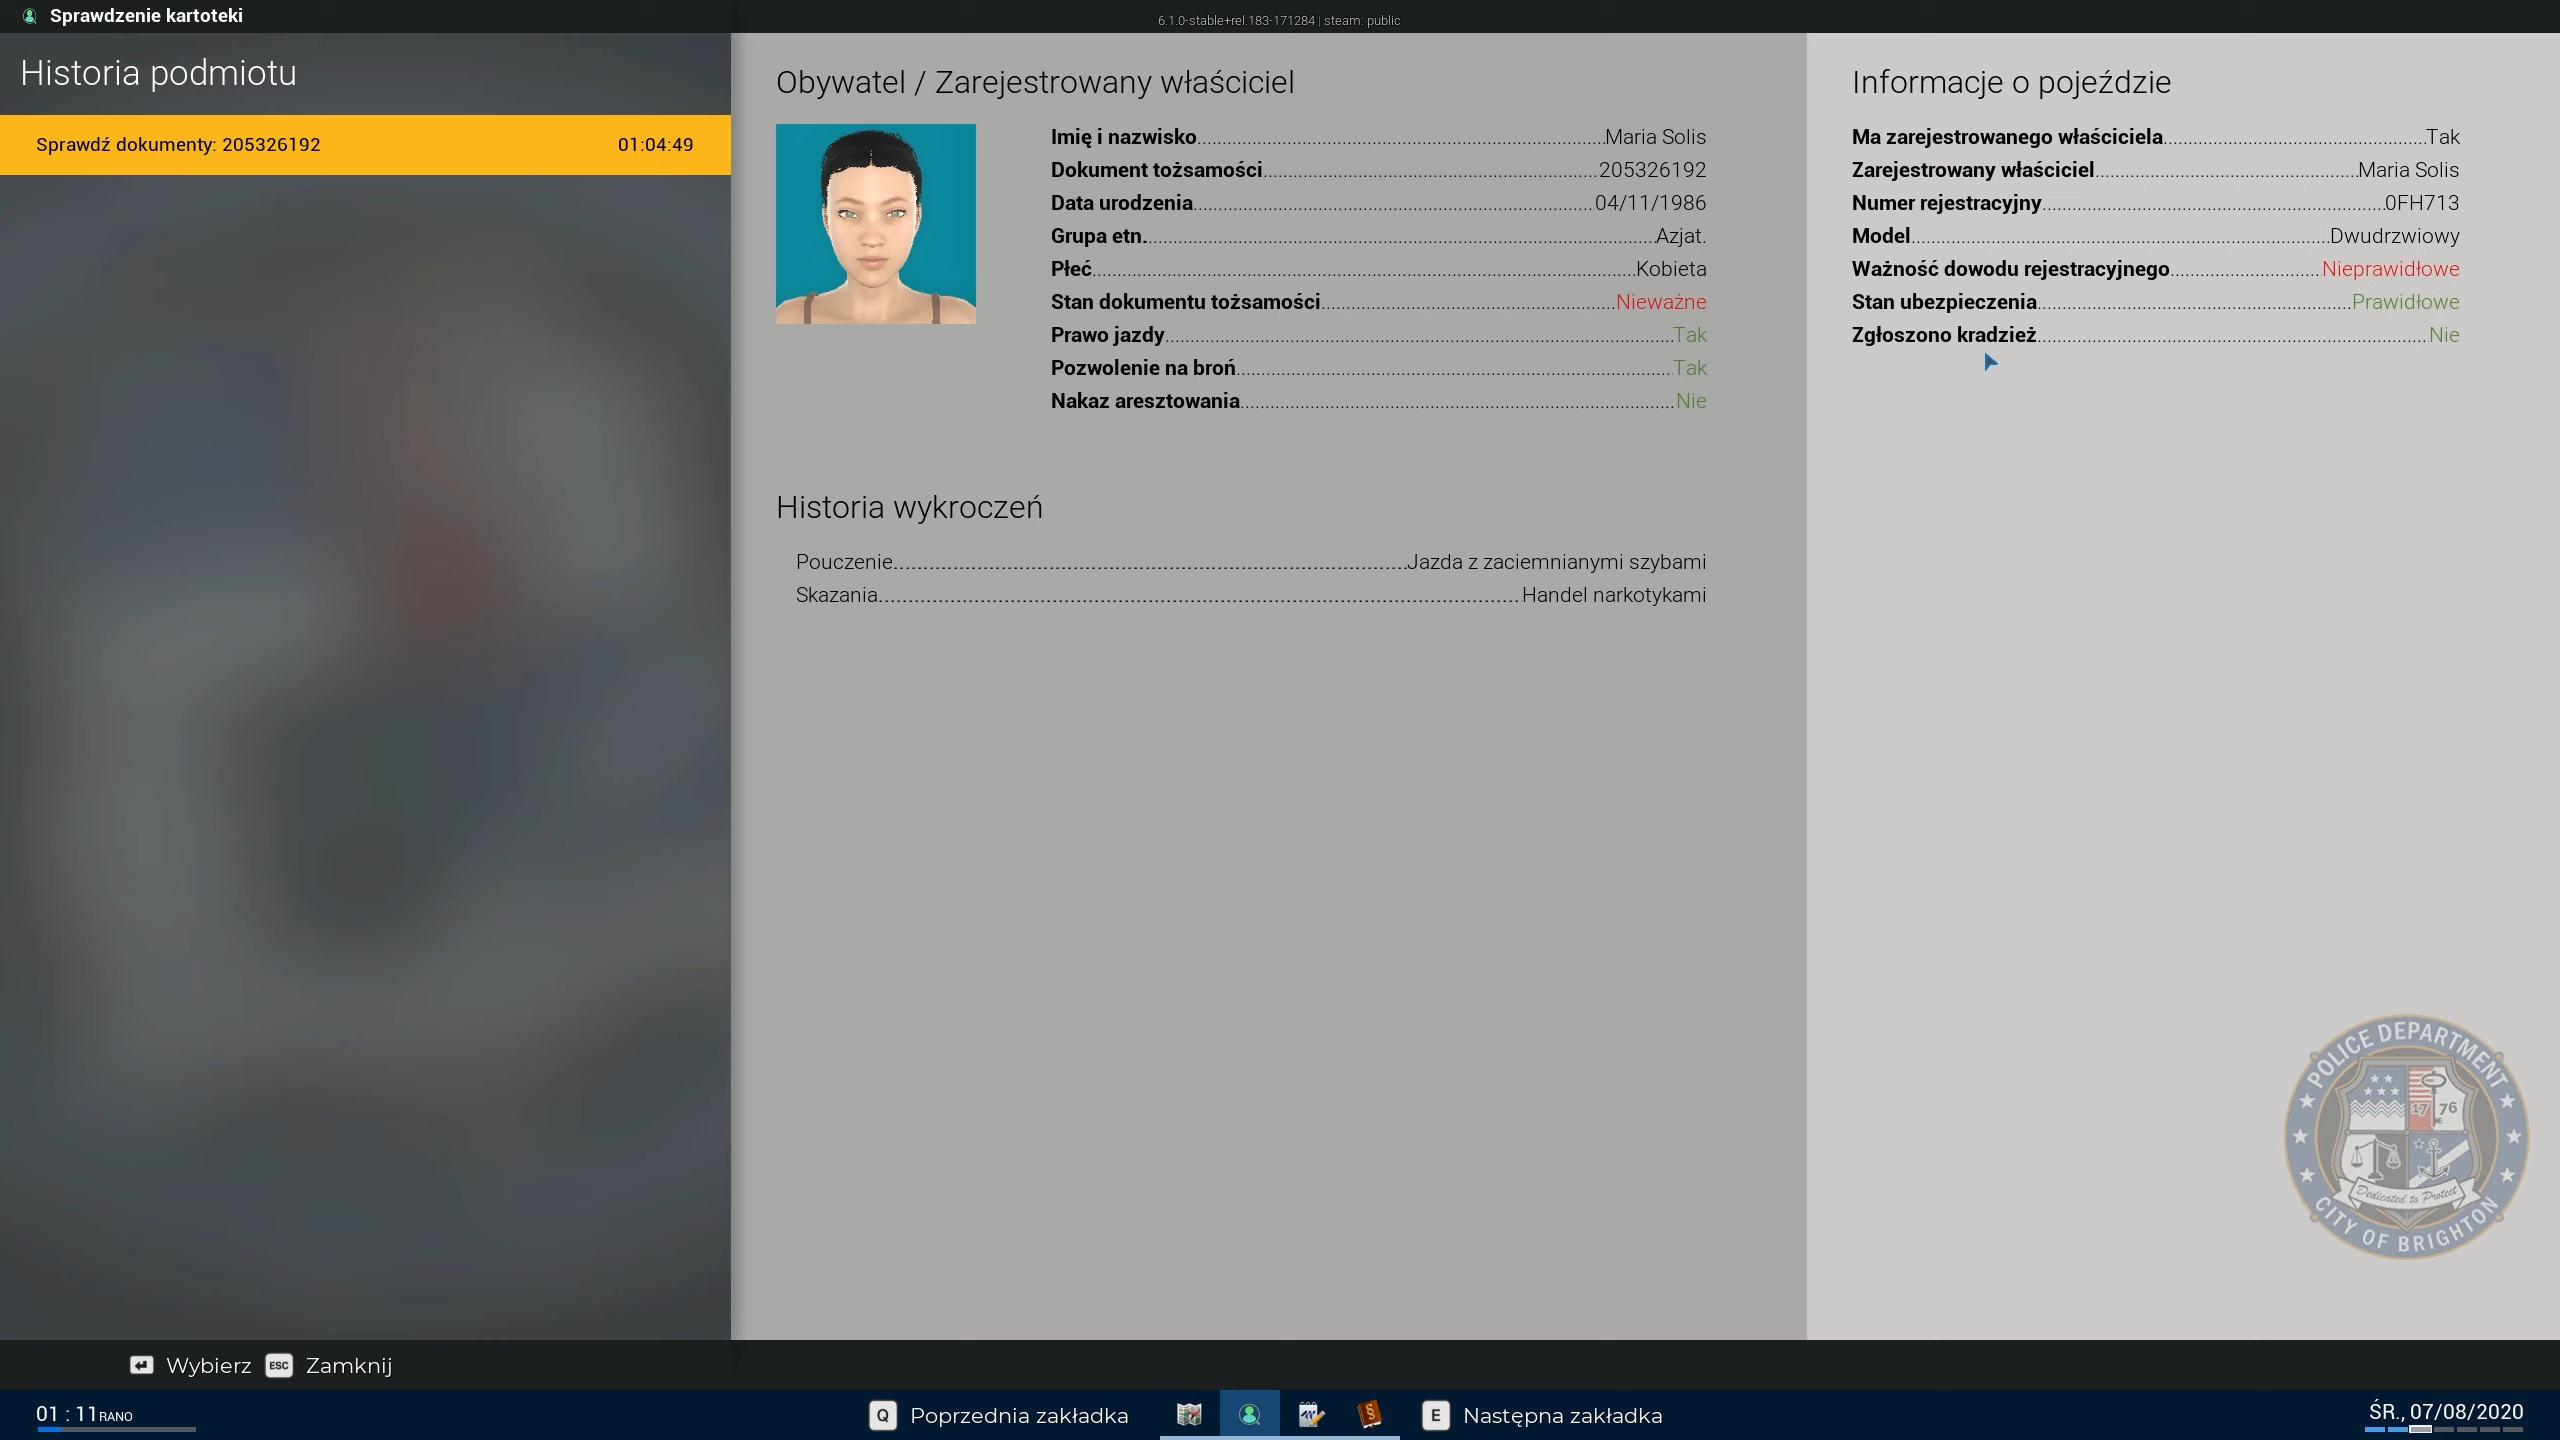 Sprawdzenie kartoteki
6.1.0-stable+rel.183-171284 | steam: public
Historia podmiotu
Sprawdź dokumenty: 205326192 01:04:49
Obywatel / Zarejestrowany właściciel
Imię i nazwisko Maria Solis
Dokument tożsamości 205326192
Data urodzenia 04/11/1986
Grupa etn. Azjat.
Płeć Kobieta
Stan dokumentu tożsamości Nieważne
Prawo jazdy Tak
Pozwolenie na broń Tak
Nakaz aresztowania Nie
Historia wykroczeń
Pouczenie Jazda z zaciemnianymi szybami
Skazania Handel narkotykami
Informacje o pojeździe
Ma zarejestrowanego właściciela Tak
Zarejestrowany właściciel Maria Solis
Numer rejestracyjny 0FH713
Model Dwudrzwiowy
Ważność dowodu rejestracyjnego Nieprawidłowe
Stan ubezpieczenia Prawidłowe
Zgłoszono kradzież Nie
POLICE DEPARTMENT
17 76
Dedicated to Protect
CITY OF BRIGHTON
Wybierz ESC Zamknij
01 : 11 RANO
Q Poprzednia zakładka E Następna zakładka
ŚR., 07/08/2020